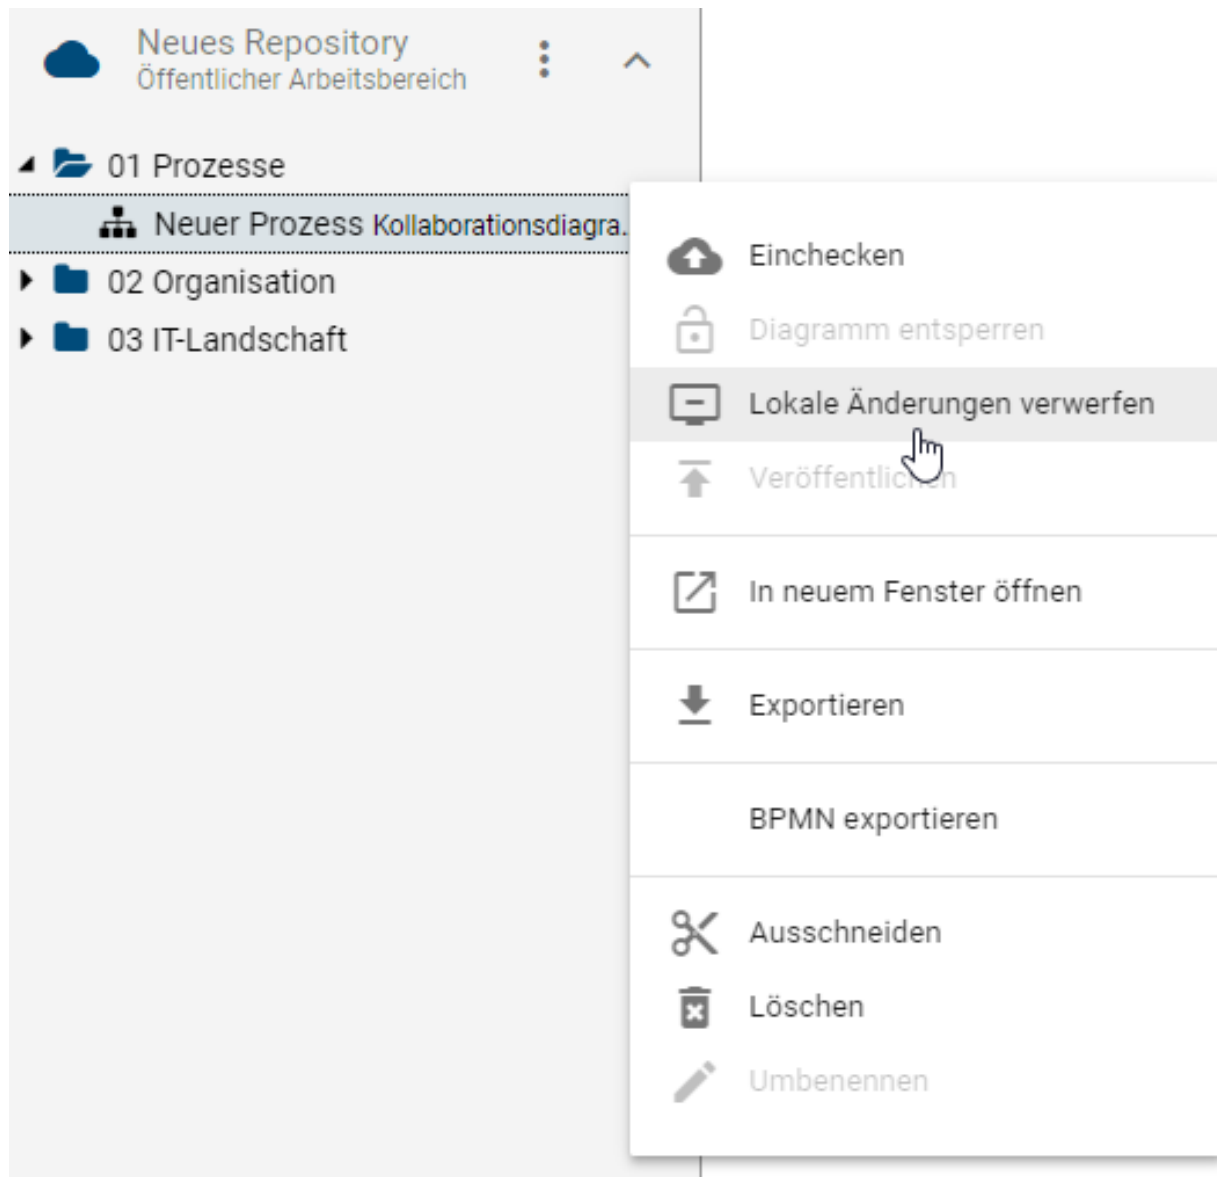 Neues Repository
Öffentlicher Arbeitsbereich
01 Prozesse
Neuer Prozess Kollaborationsdiagra..
02 Organisation
03 IT-Landschaft
Einchecken
Diagramm entsperren
Lokale Änderungen verwerfen
Veröffentlichen
In neuem Fenster öffnen
Exportieren
BPMN exportieren
Ausschneiden
Löschen
Umbenennen